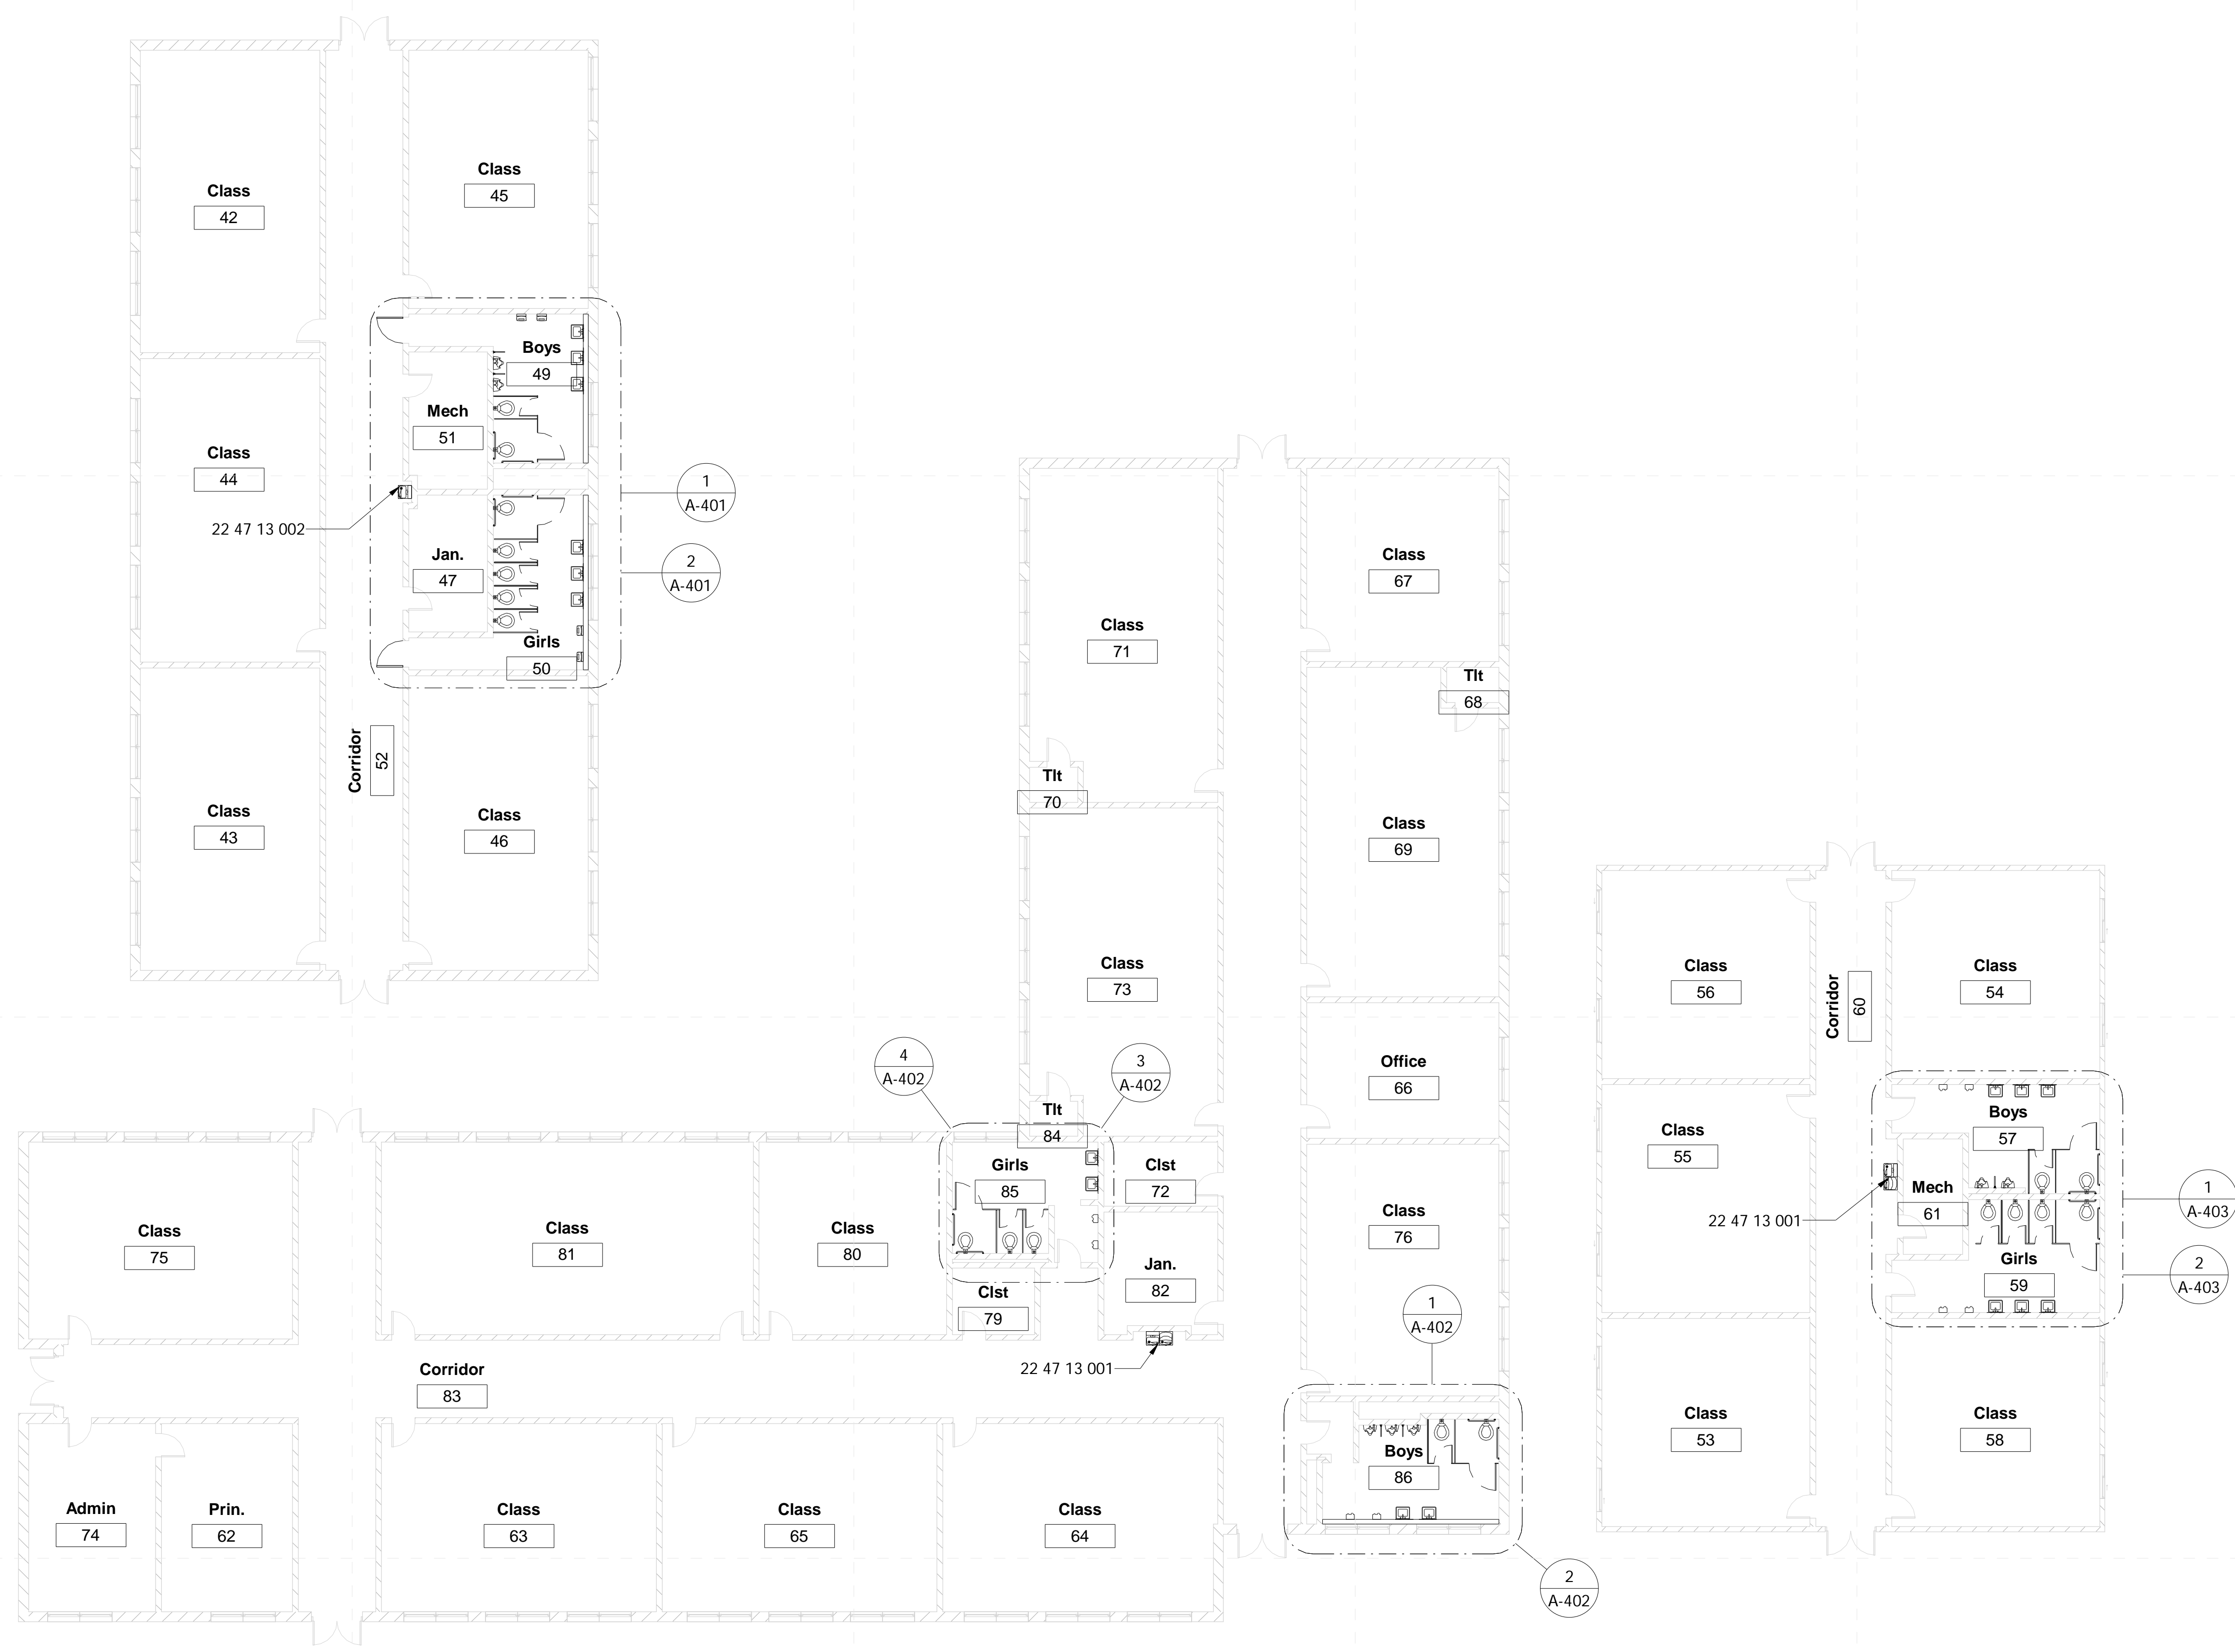 Class
42
Class
45
Boys
49
Mech
51
Class
44
22 47 13 002
Jan.
47
Girls
50
1
A-401
2
A-401
Corridor
52
Class
43
Class
46
Class
71
Class
67
Tlt
68
Tlt
70
Class
69
Class
73
Office
66
4
A-402
3
A-402
Tlt
84
Girls
85
Clst
72
Class
75
Class
81
Class
80
Clst
79
Jan.
82
22 47 13 001
Class
76
1
A-402
Corridor
83
Boys
86
2
A-402
Admin
74
Prin.
62
Class
63
Class
65
Class
64
Class
56
Corridor
60
Class
54
Class
55
Boys
57
Mech
61
22 47 13 001
Girls
59
1
A-403
2
A-403
Class
53
Class
58